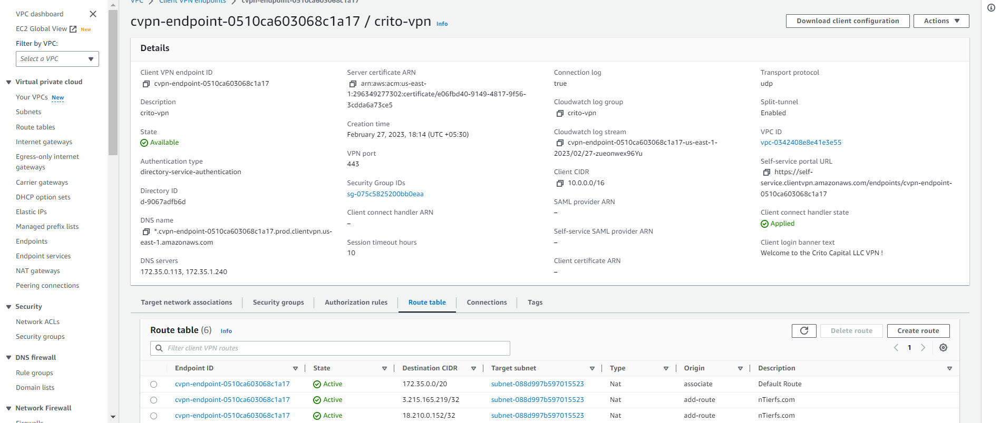 VPC dashboard
EC2 Global View New
Filter by VPC:
Select a VPC
Virtual private cloud
Your VPCs New
Subnets
Route tables
Internet gateways
Egress-only internet
gateways
Carrier gateways
DHCP option sets
Elastic IPs
Managed prefix lists
Endpoints
Endpoint services
NAT gateways
Peering connections
Security
Network ACLs
Security groups
DNS firewall
Rule groups
Domain lists
Network Firewall
Firewalls
VPC Client VPN endpoints cvpn-endpoint-0510ca603068c1a17
cvpn-endpoint-0510ca603068c1a17 / crito-vpn Info
Download client configuration
Actions
Details
Client VPN endpoint ID
cvpn-endpoint-0510ca603068c1a17
Description
crito-vpn
State
Available
Authentication type
directory-service-authentication
Directory ID
d-9067adfb6d
DNS name
*.cvpn-endpoint-0510ca603068c1a17.prod.clientvpn.us-
east-1.amazonaws.com
DNS servers
172.35.0.113, 172.35.1.240
Server certificate ARN
arn:aws:acm:us-east-
1:296349277302:certificate/e06fbd40-9149-4817-9f56-
3cdda6a73ce5
Creation time
February 27, 2023, 18:14 (UTC +05:30)
VPN port
443
Security Group IDs
sg-075c5825200bb0eaa
Client connect handler ARN
–
Session timeout hours
10
Connection log
true
Cloudwatch log group
crito-vpn
Cloudwatch log stream
cvpn-endpoint-0510ca603068c1a17-us-east-1-
2023/02/27-zueonwex96Yu
Client CIDR
10.0.0.0/16
SAML provider ARN
–
Self-service SAML provider ARN
–
Client certificate ARN
–
Transport protocol
udp
Split-tunnel
Enabled
VPC ID
vpc-0342408e8e41e3e55
Self-service portal URL
https://self-
service.clientvpn.amazonaws.com/endpoints/cvpn-endpoint-
0510ca603068c1a17
Client connect handler state
Applied
Client login banner text
Welcome to the Crito Capital LLC VPN !
Target network associations
Security groups
Authorization rules
Route table
Connections
Tags
Route table (6) Info
Delete route
Create route
Filter client VPN routes
1
Endpoint ID State Destination CIDR Target subnet Type Origin Description
cvpn-endpoint-0510ca603068c1a17 Active 172.35.0.0/20 subnet-088d997b597015523 Nat associate Default Route
cvpn-endpoint-0510ca603068c1a17 Active 3.215.165.219/32 subnet-088d997b597015523 Nat add-route nTierfs.com
cvpn-endpoint-0510ca603068c1a17 Active 18.210.0.152/32 subnet-088d997b597015523 Nat add-route nTierfs.com